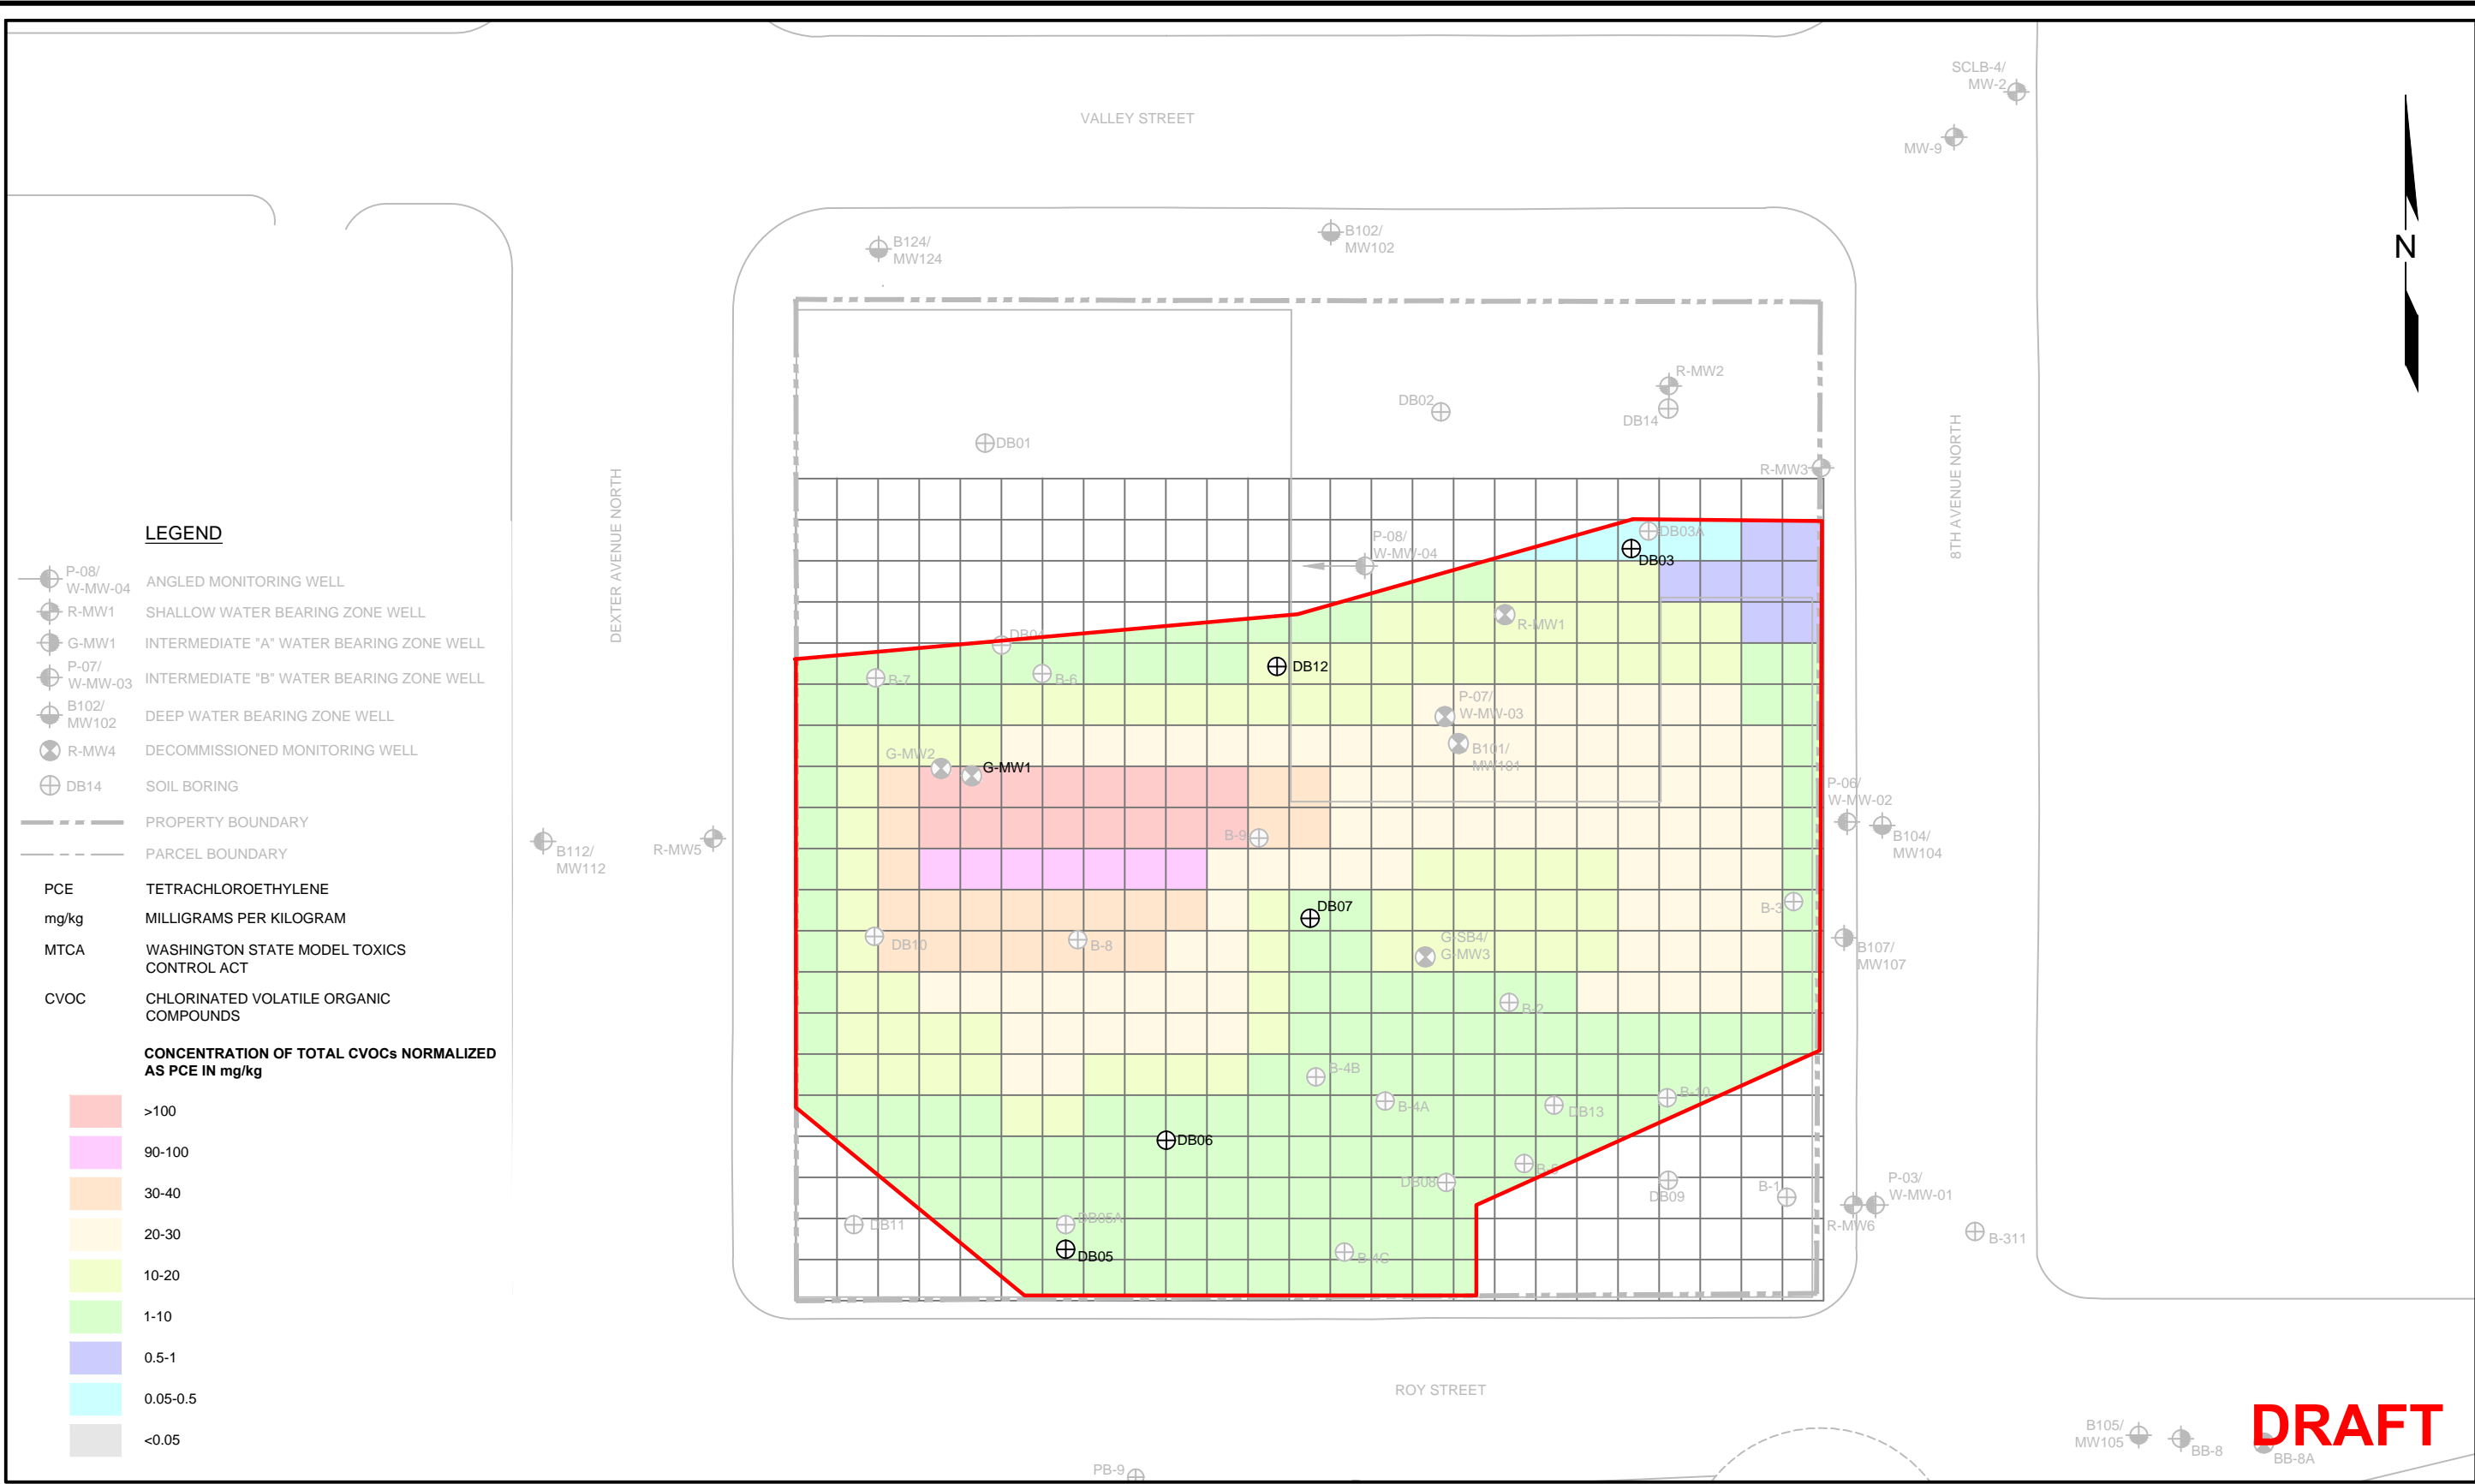 VALLEY STREET
SCLB-4/
MW-2
MW-9
N
B124/
MW124
B102/
MW102
DEXTER AVENUE NORTH
8TH AVENUE NORTH
R-MW2
DB02
DB14
DB01
R-MW3
P-08/
W-MW-04
DB03A
DB03
R-MW1
DB04
DB12
B-7
B-6
P-07/
W-MW-03
G-MW2
G-MW1
B101/
MW101
P-06/
W-MW-02
B-9
R-MW5
B112/
MW112
B104/
MW104
DB07
B-3
DB10
B-8
G-SB4/
G-MW3
B107/
MW107
B-2
B-4B
B-4A
DB13
B-10
DB06
DB08
DB09
B-1
P-03/
W-MW-01
R-MW6
B-311
DB11
DB05A
DB05
B-4C
ROY STREET
PB-9
B105/
MW105
BB-8
BB-8A
DRAFT
LEGEND
P-08/
W-MW-04
ANGLED MONITORING WELL
R-MW1 SHALLOW WATER BEARING ZONE WELL
G-MW1 INTERMEDIATE "A" WATER BEARING ZONE WELL
P-07/
W-MW-03
INTERMEDIATE "B" WATER BEARING ZONE WELL
B102/
MW102
DEEP WATER BEARING ZONE WELL
R-MW4 DECOMMISSIONED MONITORING WELL
DB14 SOIL BORING
PROPERTY BOUNDARY
PARCEL BOUNDARY
PCE TETRACHLOROETHYLENE
mg/kg MILLIGRAMS PER KILOGRAM
MTCA WASHINGTON STATE MODEL TOXICS
CONTROL ACT
CVOC CHLORINATED VOLATILE ORGANIC
COMPOUNDS
CONCENTRATION OF TOTAL CVOCs NORMALIZED
AS PCE IN mg/kg
>100
90-100
30-40
20-30
10-20
1-10
0.5-1
0.05-0.5
<0.05